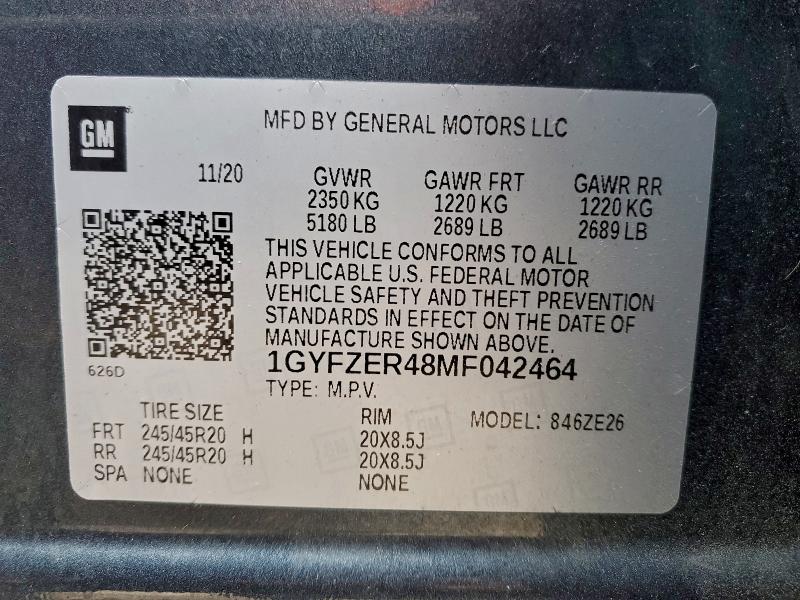 GM
MFD BY GENERAL MOTORS LLC
11/20 GVWR GAWR FRT GAWR RR
2350 KG 1220 KG 1220 KG
5180 LB 2689 LB 2689 LB
THIS VEHICLE CONFORMS TO ALL
APPLICABLE U.S. FEDERAL MOTOR
VEHICLE SAFETY AND THEFT PREVENTION
STANDARDS IN EFFECT ON THE DATE OF
MANUFACTURE SHOWN ABOVE.
626D
1GYFZER48MF042464
TYPE: M.P.V.
TIRE SIZE RIM MODEL: 846ZE26
FRT 245/45R20 H 20X8.5J
RR 245/45R20 H 20X8.5J
SPA NONE NONE